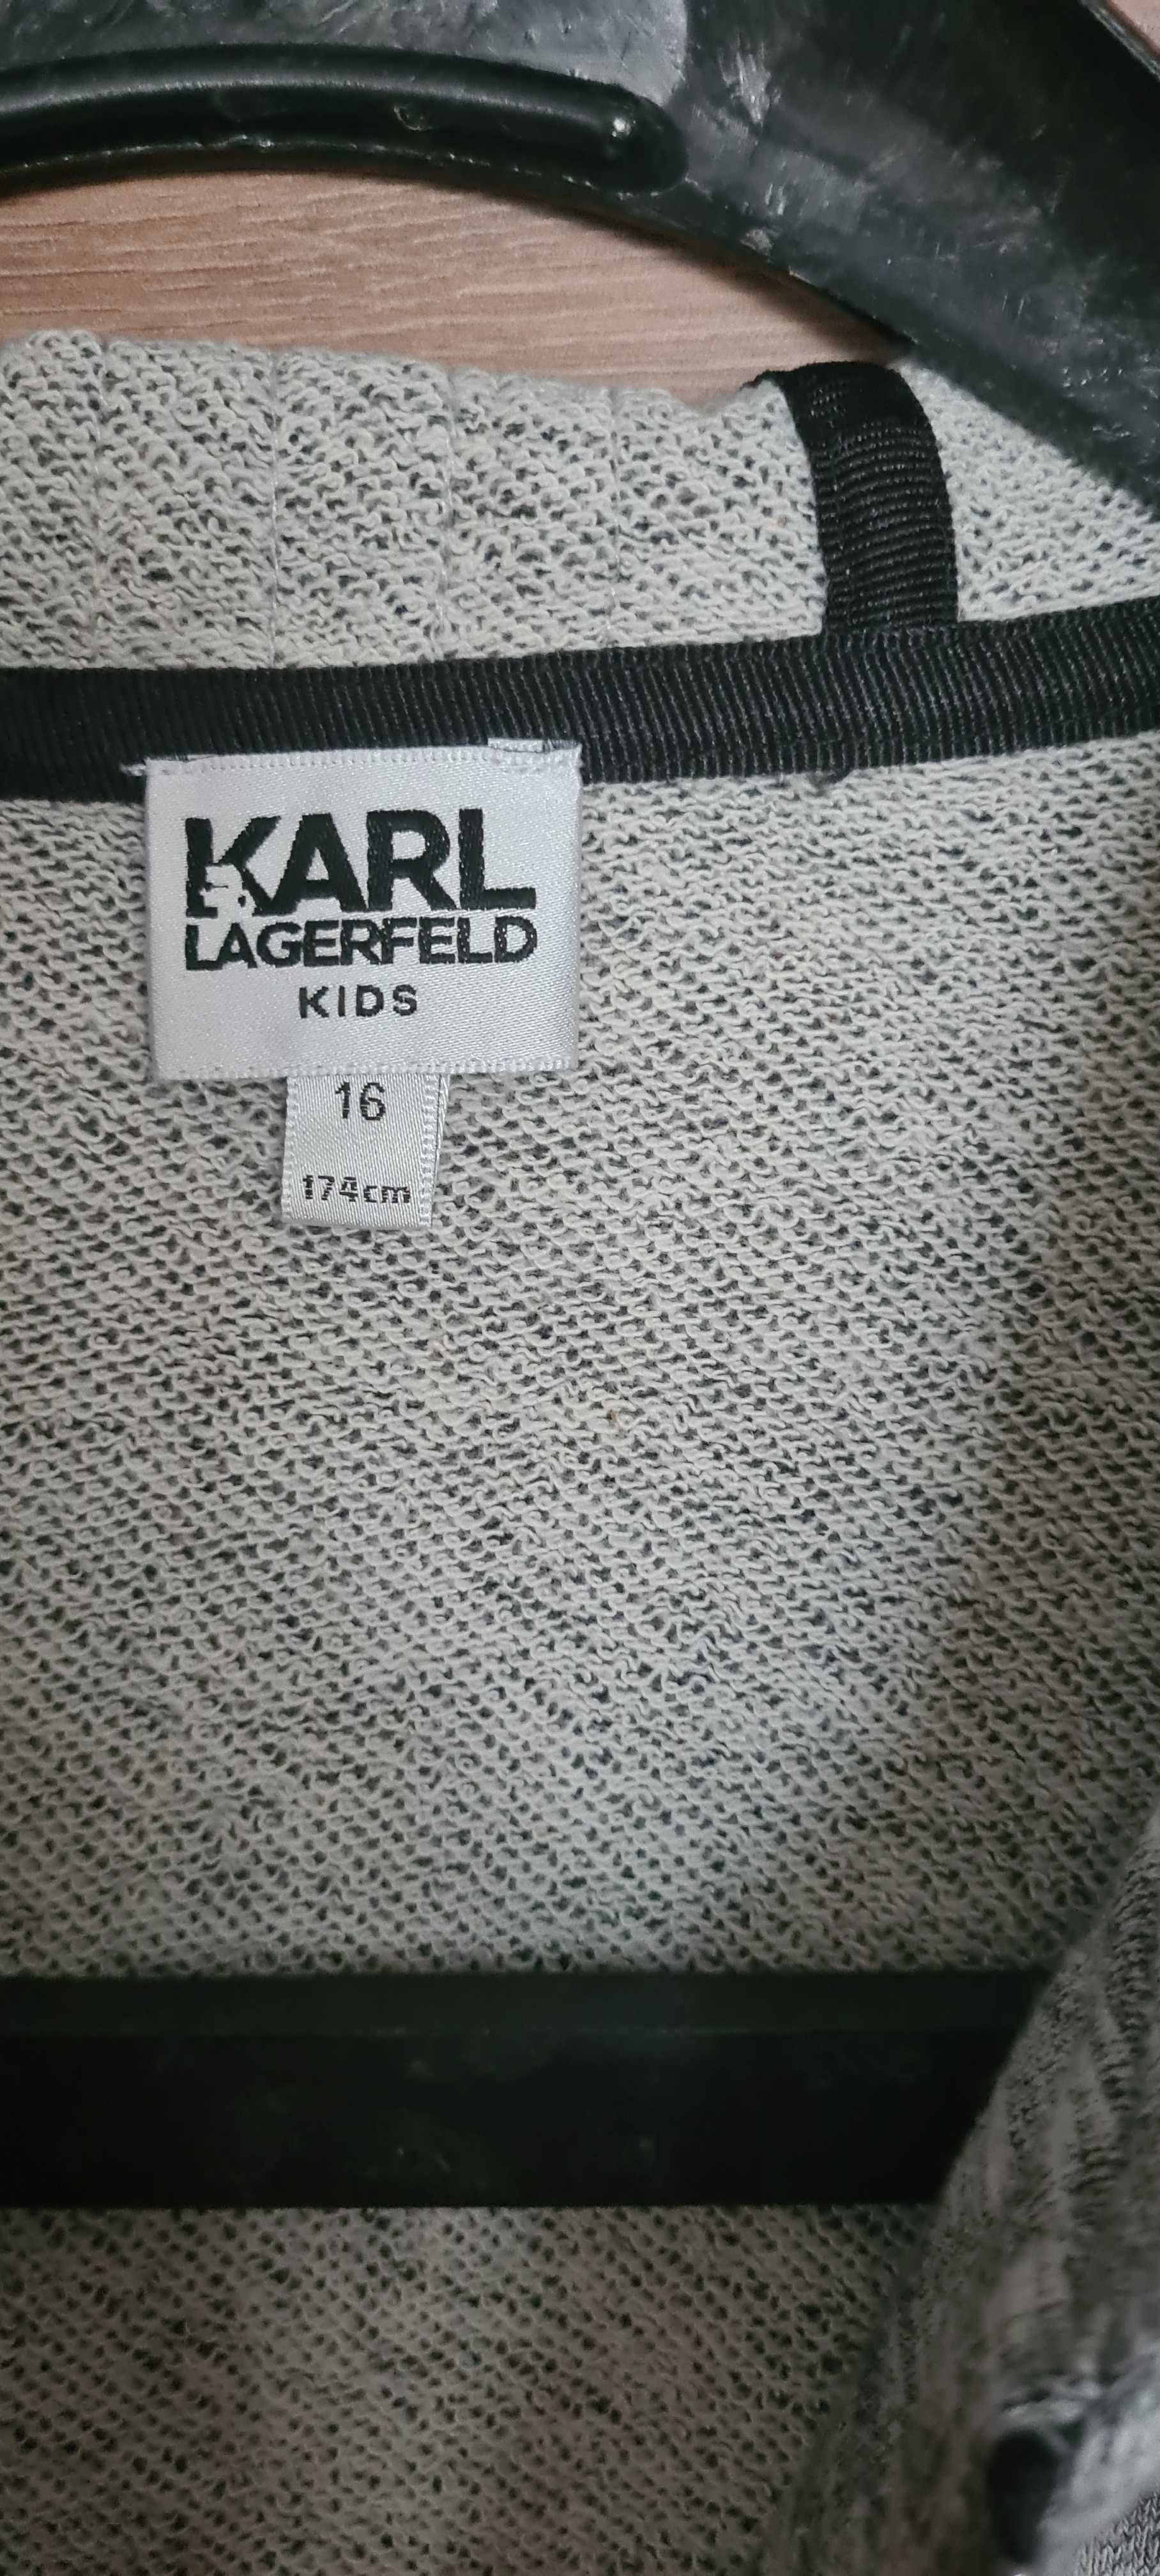 KARL
LAGERFELD
KIDS
16
174cm